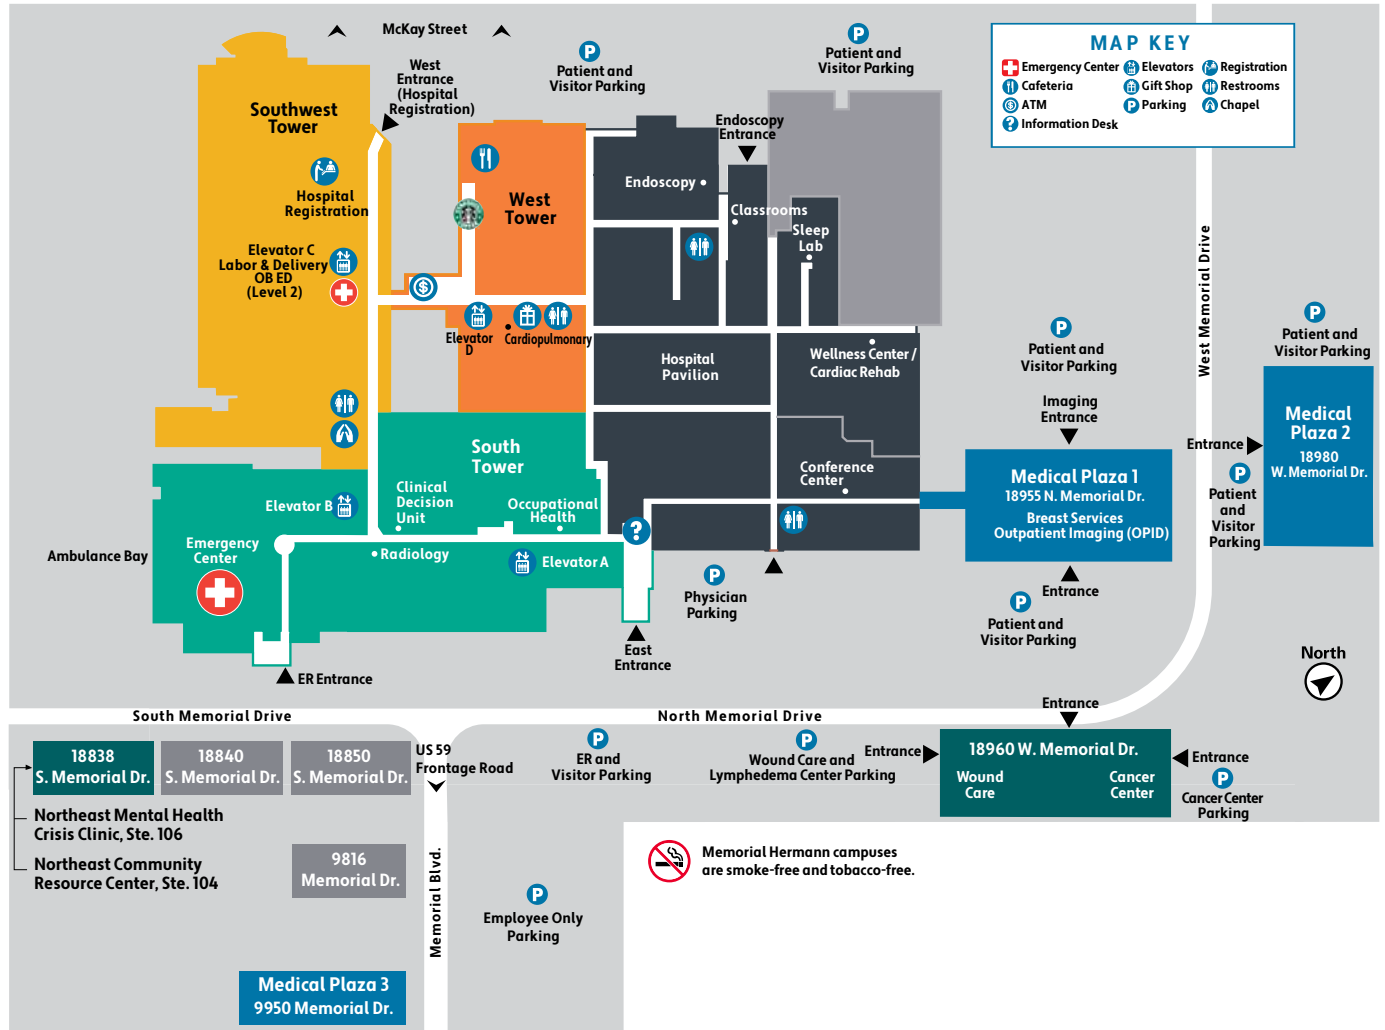 McKay Street
West
Entrance
(Hospital
Registration)
P
Patient and
Visitor Parking
P
Patient and
Visitor Parking
MAP KEY
Emergency Center
Elevators
Registration
Cafeteria
Gift Shop
Restrooms
$ ATM
P Parking
Chapel
? Information Desk
Southwest
Tower
Hospital
Registration
Elevator C
Labor & Delivery
OB ED
(Level 2)
West
Tower
$
Elevator
D
Cardiopulmonary
Endoscopy
Entrance
Endoscopy
Classrooms
Sleep
Lab
Hospital
Pavilion
Wellness Center /
Cardiac Rehab
Conference
Center
West Memorial Drive
P
Patient and
Visitor Parking
Imaging
Entrance
P
Patient and
Visitor Parking
Medical
Plaza 2
18980
W. Memorial Dr.
Entrance
P
Patient
and
Visitor
Parking
Medical Plaza 1
18955 N. Memorial Dr.
Breast Services
Outpatient Imaging (OPID)
Entrance
P
Patient and
Visitor Parking
South
Tower
Clinical
Decision
Unit
Occupational
Health
Elevator B
Emergency
Center
Ambulance Bay
Radiology
Elevator A
?
P
Physician
Parking
East
Entrance
ER Entrance
North
South Memorial Drive
North Memorial Drive
Entrance
18838
S. Memorial Dr.
18840
S. Memorial Dr.
18850
S. Memorial Dr.
US 59
Frontage Road
P
ER and
Visitor Parking
P
Wound Care and
Lymphedema Center Parking
Entrance
18960 W. Memorial Dr.
Wound
Care
Cancer
Center
Entrance
P
Cancer Center
Parking
Northeast Mental Health
Crisis Clinic, Ste. 106
Northeast Community
Resource Center, Ste. 104
9816
Memorial Dr.
Memorial Blvd.
P
Employee Only
Parking
Memorial Hermann campuses
are smoke-free and tobacco-free.
Medical Plaza 3
9950 Memorial Dr.